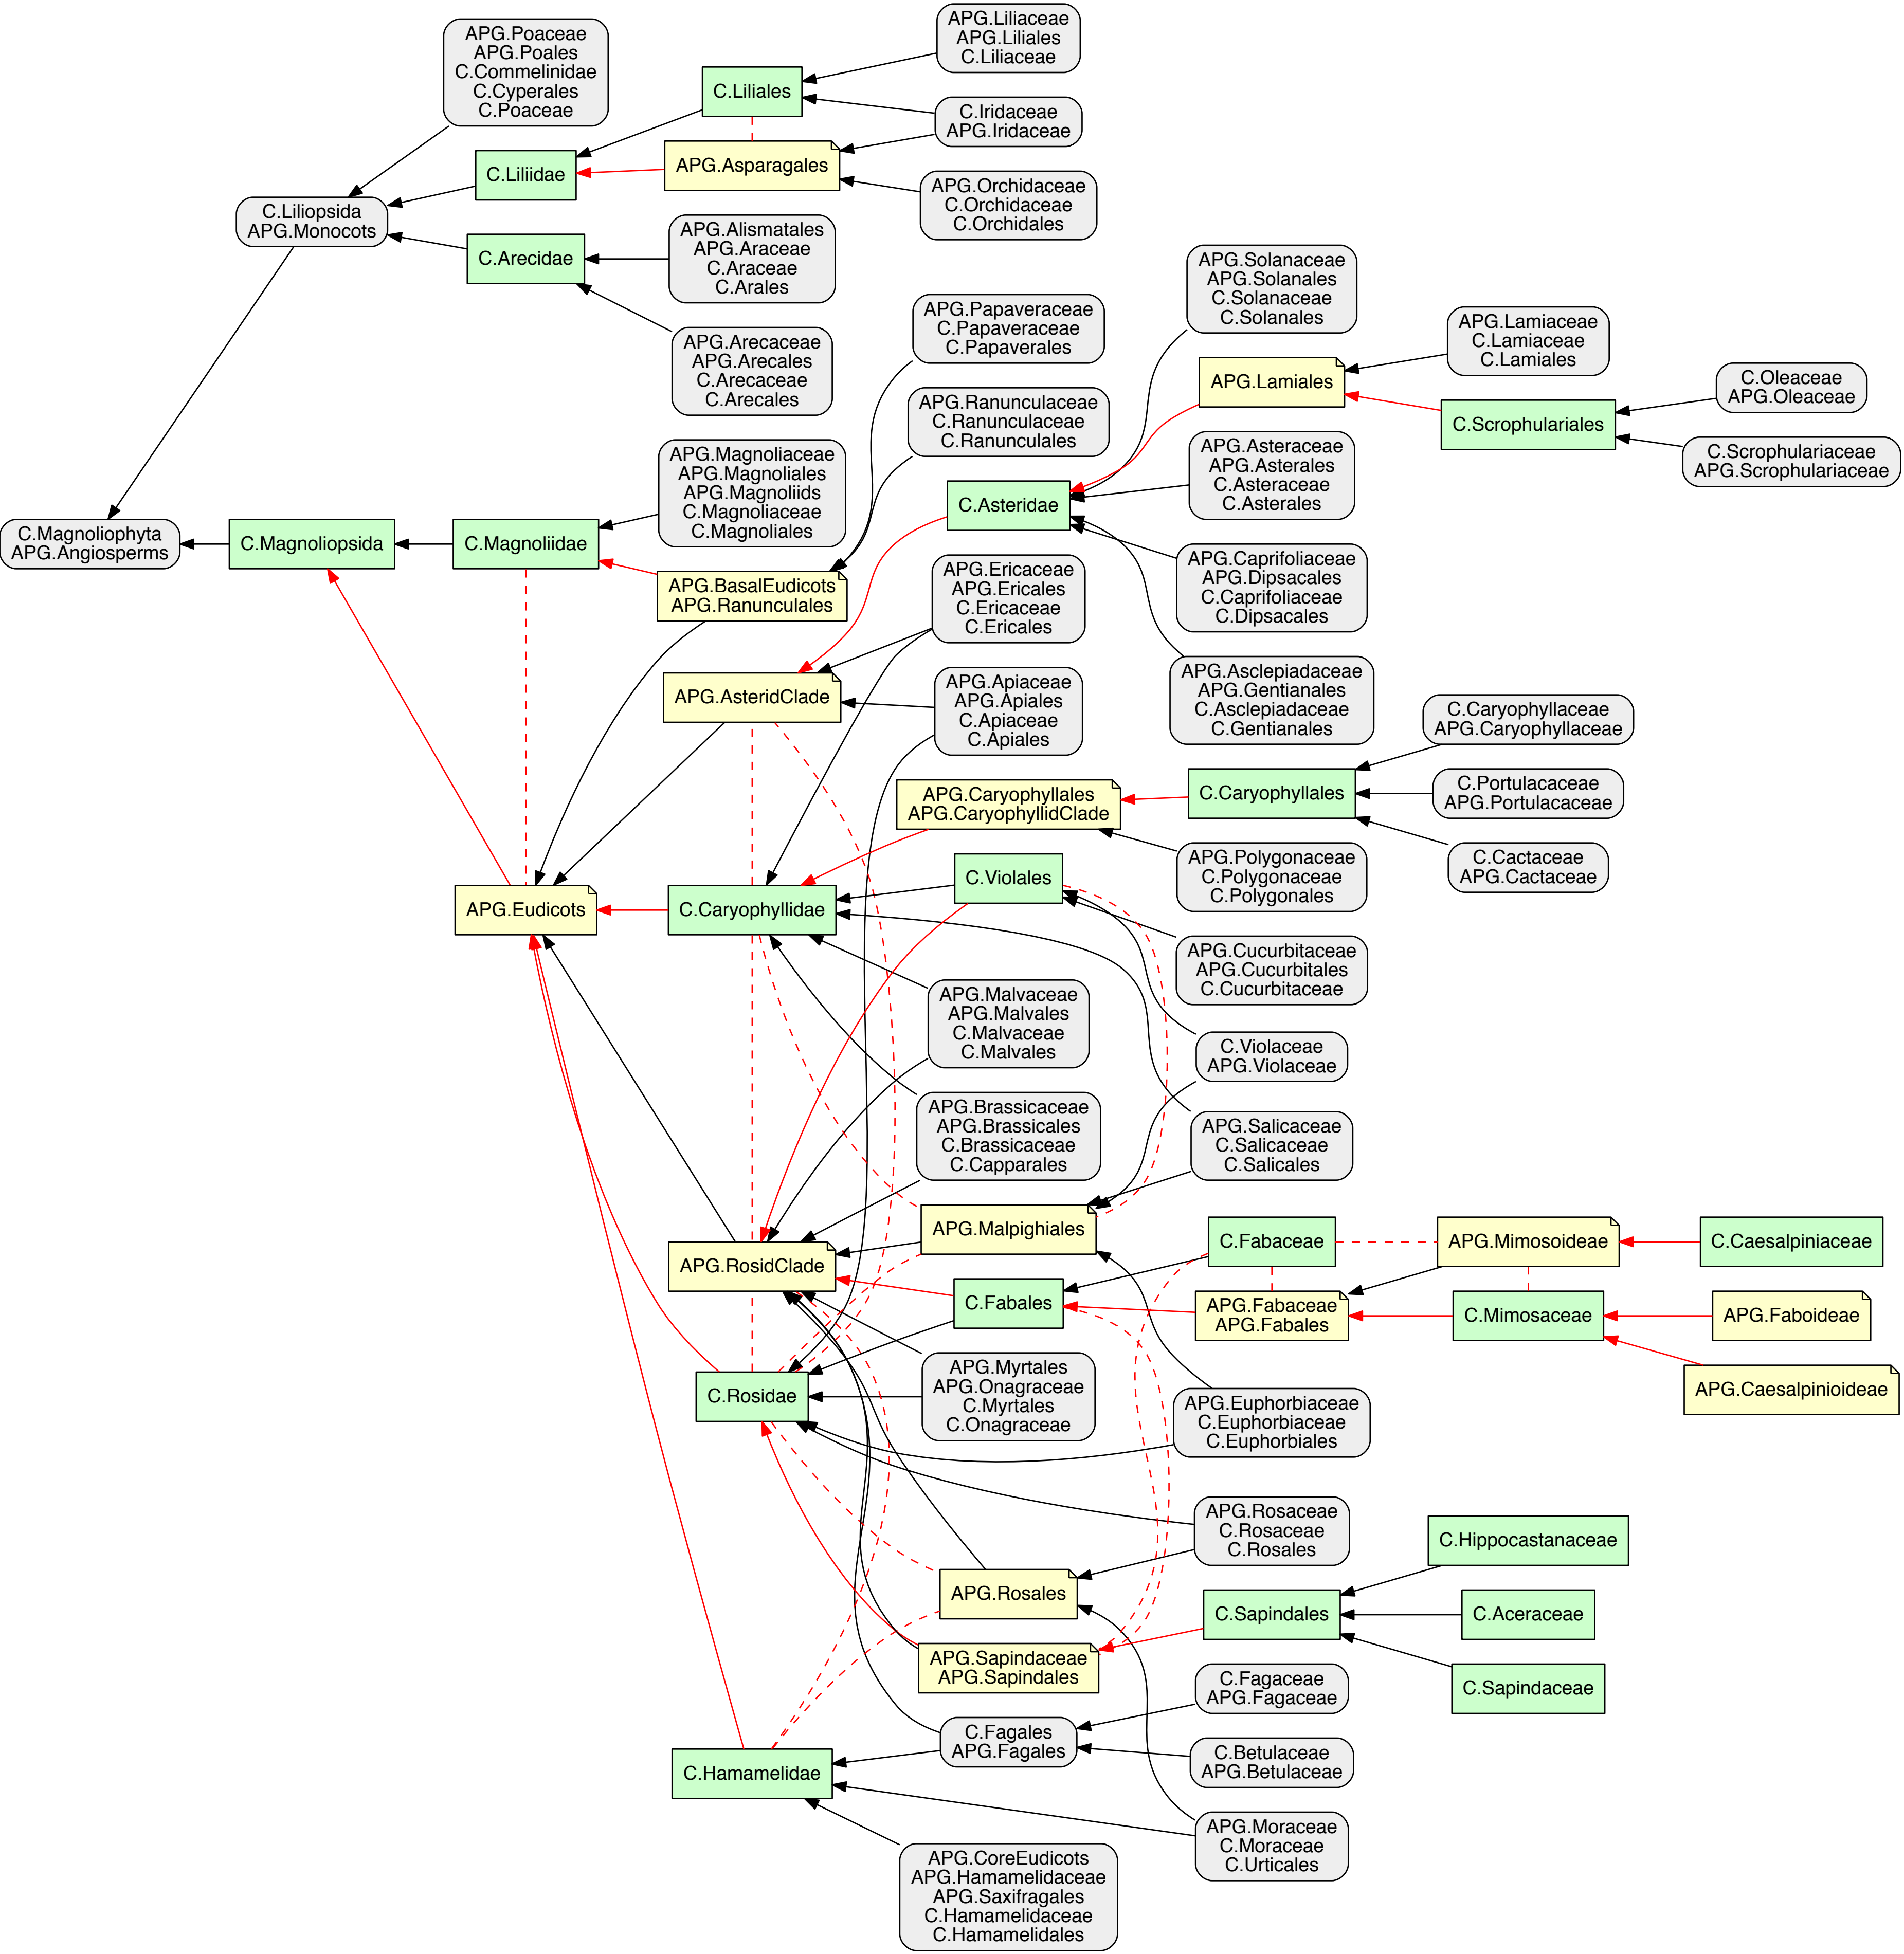 APG.Poaceae
APG.Poales
C.Commelinidae
C.Cyperales
C.Poaceae
C.Liliales
APG.Liliaceae
APG.Liliales
C.Liliaceae
C.Iridaceae
APG.Iridaceae
C.Liliidae
APG.Asparagales
APG.Orchidaceae
C.Orchidaceae
C.Orchidales
C.Liliopsida
APG.Monocots
C.Arecidae
APG.Alismatales
APG.Araceae
C.Araceae
C.Arales
APG.Arecaceae
APG.Arecales
C.Arecaceae
C.Arecales
APG.Papaveraceae
C.Papaveraceae
C.Papaverales
APG.Ranunculaceae
C.Ranunculaceae
C.Ranunculales
APG.Solanaceae
APG.Solanales
C.Solanaceae
C.Solanales
APG.Lamiales
APG.Lamiaceae
C.Lamiaceae
C.Lamiales
C.Scrophulariales
C.Oleaceae
APG.Oleaceae
C.Scrophulariaceae
APG.Scrophulariaceae
APG.Asteraceae
APG.Asterales
C.Asteraceae
C.Asterales
C.Asteridae
APG.Magnoliaceae
APG.Magnoliales
APG.Magnoliids
C.Magnoliaceae
C.Magnoliales
C.Magnoliophyta
APG.Angiosperms
C.Magnoliopsida
C.Magnoliidae
APG.BasalEudicots
APG.Ranunculales
APG.Caprifoliaceae
APG.Dipsacales
C.Caprifoliaceae
C.Dipsacales
APG.Ericaceae
APG.Ericales
C.Ericaceae
C.Ericales
APG.AsteridClade
APG.Apiaceae
APG.Apiales
C.Apiaceae
C.Apiales
APG.Asclepiadaceae
APG.Gentianales
C.Asclepiadaceae
C.Gentianales
C.Caryophyllaceae
APG.Caryophyllaceae
APG.Caryophyllales
APG.CaryophyllidClade
C.Caryophyllales
C.Portulacaceae
APG.Portulacaceae
C.Cactaceae
APG.Cactaceae
APG.Polygonaceae
C.Polygonaceae
C.Polygonales
APG.Eudicots
C.Caryophyllidae
C.Violales
APG.Cucurbitaceae
APG.Cucurbitales
C.Cucurbitaceae
APG.Malvaceae
APG.Malvales
C.Malvaceae
C.Malvales
C.Violaceae
APG.Violaceae
APG.Brassicaceae
APG.Brassicales
C.Brassicaceae
C.Capparales
APG.Salicaceae
C.Salicaceae
C.Salicales
APG.Malpighiales
APG.RosidClade
C.Fabaceae
APG.Mimosoideae
C.Caesalpiniaceae
C.Fabales
APG.Fabaceae
APG.Fabales
C.Mimosaceae
APG.Faboideae
APG.Caesalpinioideae
C.Rosidae
APG.Myrtales
APG.Onagraceae
C.Myrtales
C.Onagraceae
APG.Euphorbiaceae
C.Euphorbiaceae
C.Euphorbiales
APG.Rosaceae
C.Rosaceae
C.Rosales
C.Hippocastanaceae
APG.Rosales
C.Sapindales
C.Aceraceae
APG.Sapindaceae
APG.Sapindales
C.Sapindaceae
C.Fagaceae
APG.Fagaceae
C.Fagales
APG.Fagales
C.Betulaceae
APG.Betulaceae
C.Hamamelidae
APG.Moraceae
C.Moraceae
C.Urticales
APG.CoreEudicots
APG.Hamamelidaceae
APG.Saxifragales
C.Hamamelidaceae
C.Hamamelidales